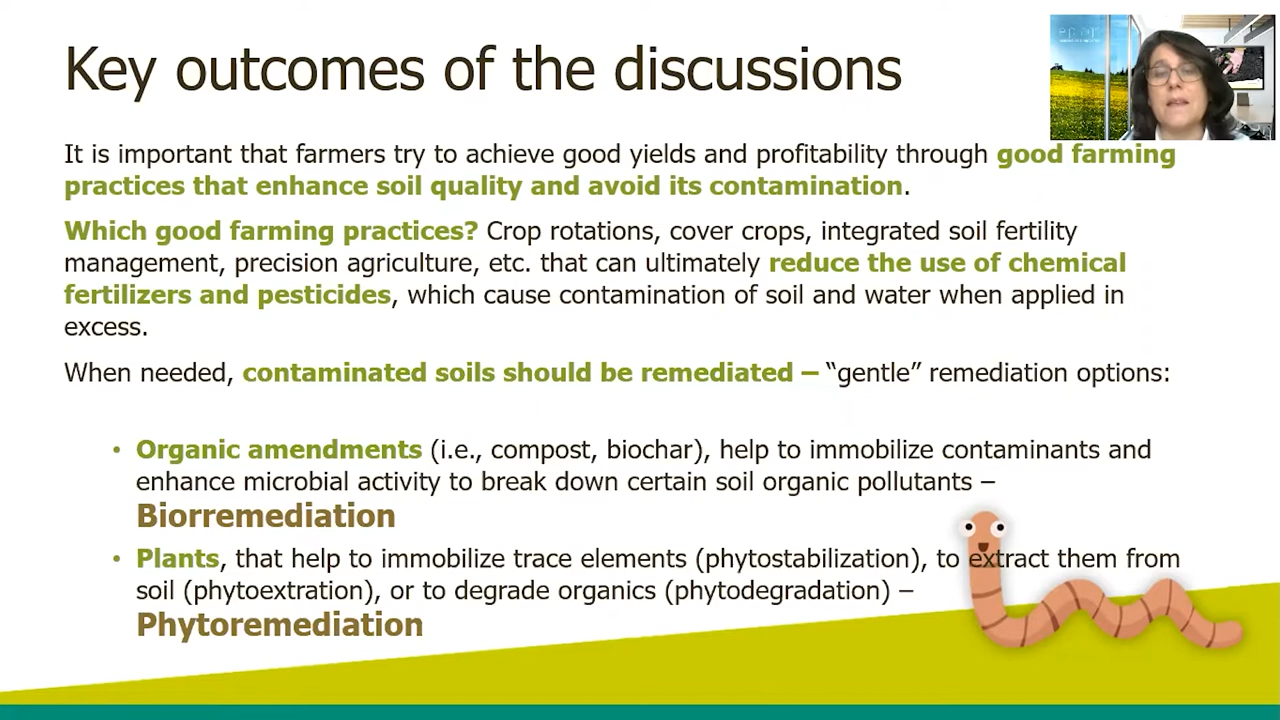 Key outcomes of the discussions
It is important that farmers try to achieve good yields and profitability through good farming
practices that enhance soil quality and avoid its contamination.
Which good farming practices? Crop rotations, cover crops, integrated soil fertility
management, precision agriculture, etc. that can ultimately reduce the use of chemical
fertilizers and pesticides, which cause contamination of soil and water when applied in
excess.
When needed, contaminated soils should be remediated – “gentle” remediation options:
• Organic amendments (i.e., compost, biochar), help to immobilize contaminants and
enhance microbial activity to break down certain soil organic pollutants –
Biorremediation
• Plants, that help to immobilize trace elements (phytostabilization), to extract them from
soil (phytoextration), or to degrade organics (phytodegradation) –
Phytoremediation